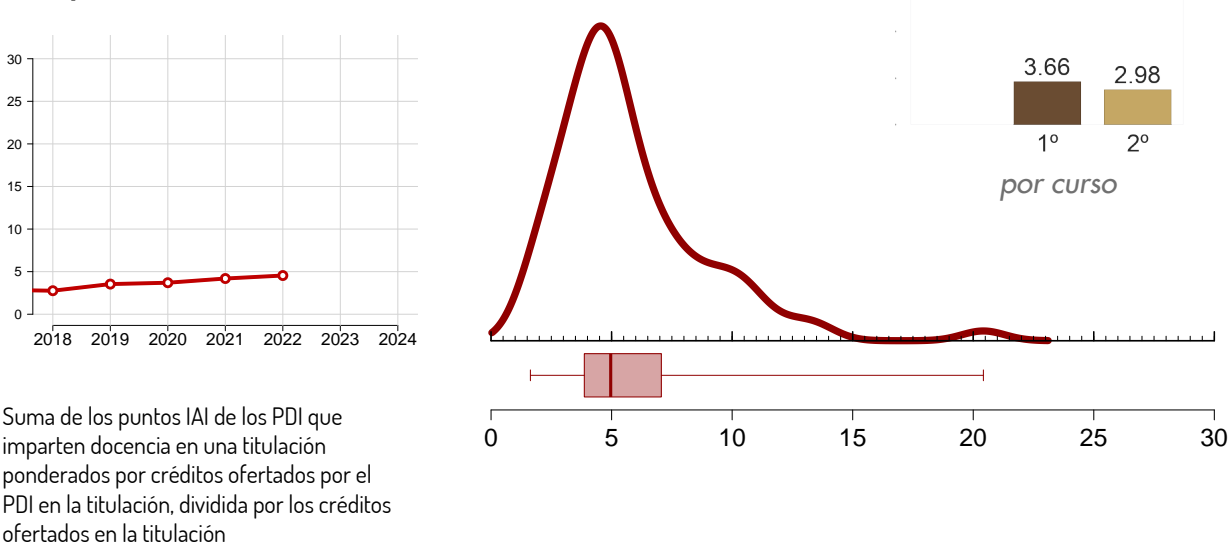 30
25
20
15
10
5
0
2018 2019 2020 2021 2022 2023 2024
Suma de los puntos IAI de los PDI que
imparten docencia en una titulación
ponderados por créditos ofertados por el
PDI en la titulación, dividida por los créditos
ofertados en la titulación
0 5 10 15 20 25 30
3.66 2.98
1º 2º
por curso